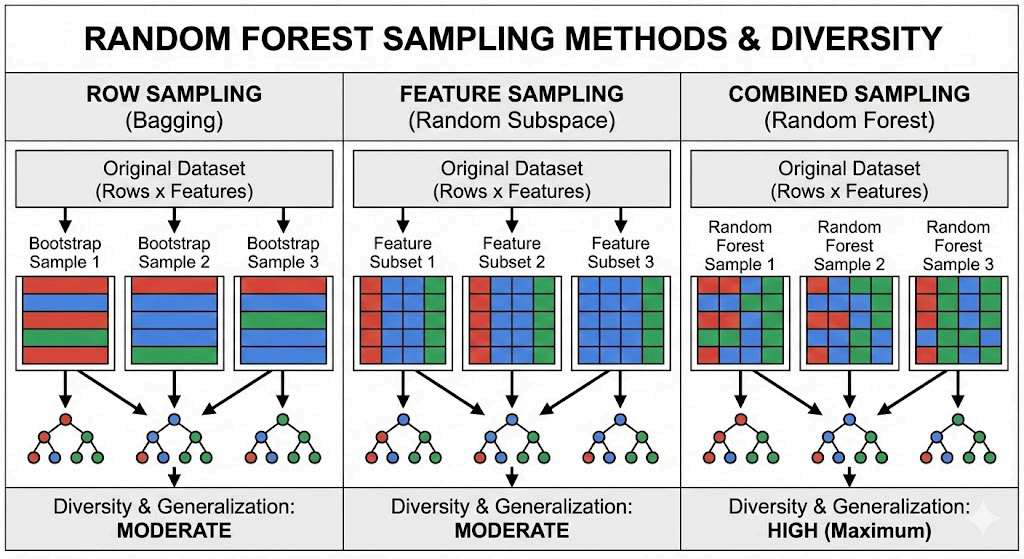 RANDOM FOREST SAMPLING METHODS & DIVERSITY
ROW SAMPLING
(Bagging)
Original Dataset
(Rows x Features)
Bootstrap
Sample 1
Bootstrap
Sample 2
Bootstrap
Sample 3
Diversity & Generalization:
MODERATE
FEATURE SAMPLING
(Random Subspace)
Original Dataset
(Rows x Features)
Feature
Subset 1
Feature
Subset 2
Feature
Subset 3
Diversity & Generalization:
MODERATE
COMBINED SAMPLING
(Random Forest)
Original Dataset
(Rows x Features)
Random
Forest
Sample 1
Random
Forest
Sample 2
Random
Forest
Sample 3
Diversity & Generalization:
HIGH (Maximum)